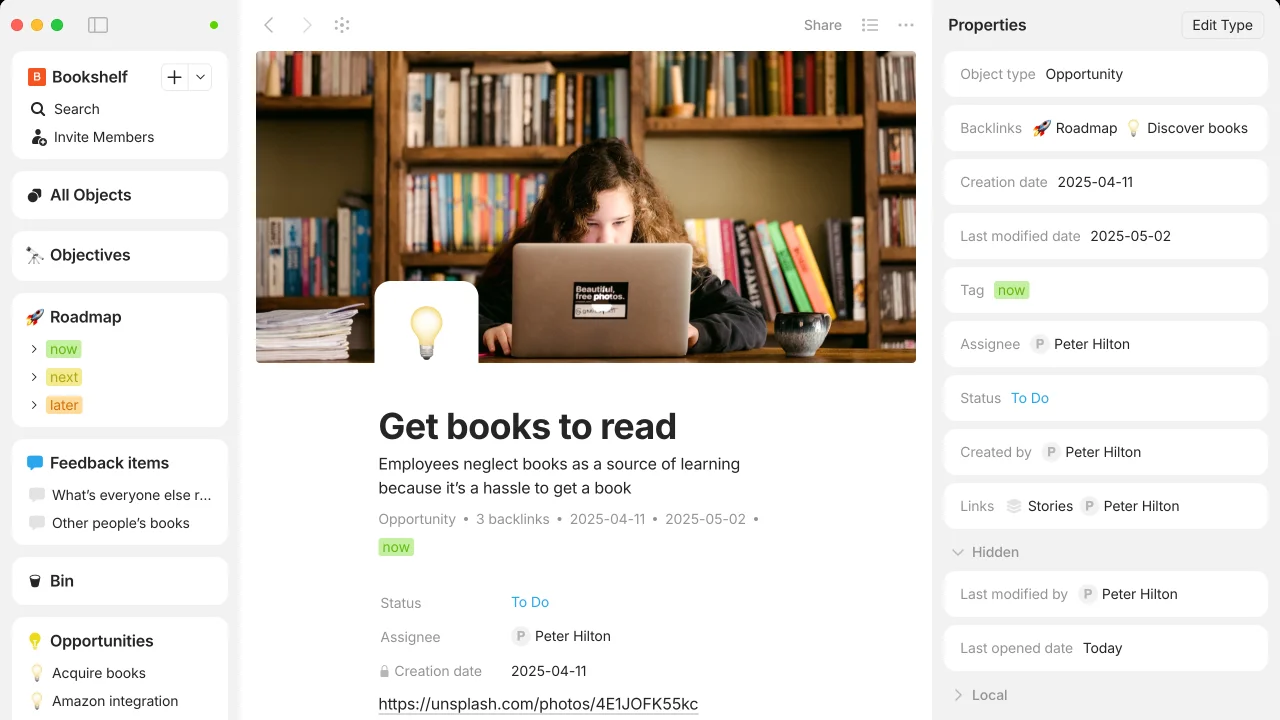 B Bookshelf
Search
Invite Members
All Objects
Objectives
Roadmap
now
next
later
Feedback items
What's everyone else r...
Other people's books
Bin
Opportunities
Acquire books
Amazon integration
Share
Beautiful,
free photos.
Get books to read
Employees neglect books as a source of learning
because it's a hassle to get a book
Opportunity • 3 backlinks • 2025-04-11 • 2025-05-02 •
now
Status To Do
Assignee P Peter Hilton
Creation date 2025-04-11
https://unsplash.com/photos/4E1JOFK55kc
Properties Edit Type
Object type Opportunity
Backlinks Roadmap Discover books
Creation date 2025-04-11
Last modified date 2025-05-02
Tag now
Assignee P Peter Hilton
Status To Do
Created by P Peter Hilton
Links Stories P Peter Hilton
Hidden
Last modified by P Peter Hilton
Last opened date Today
Local